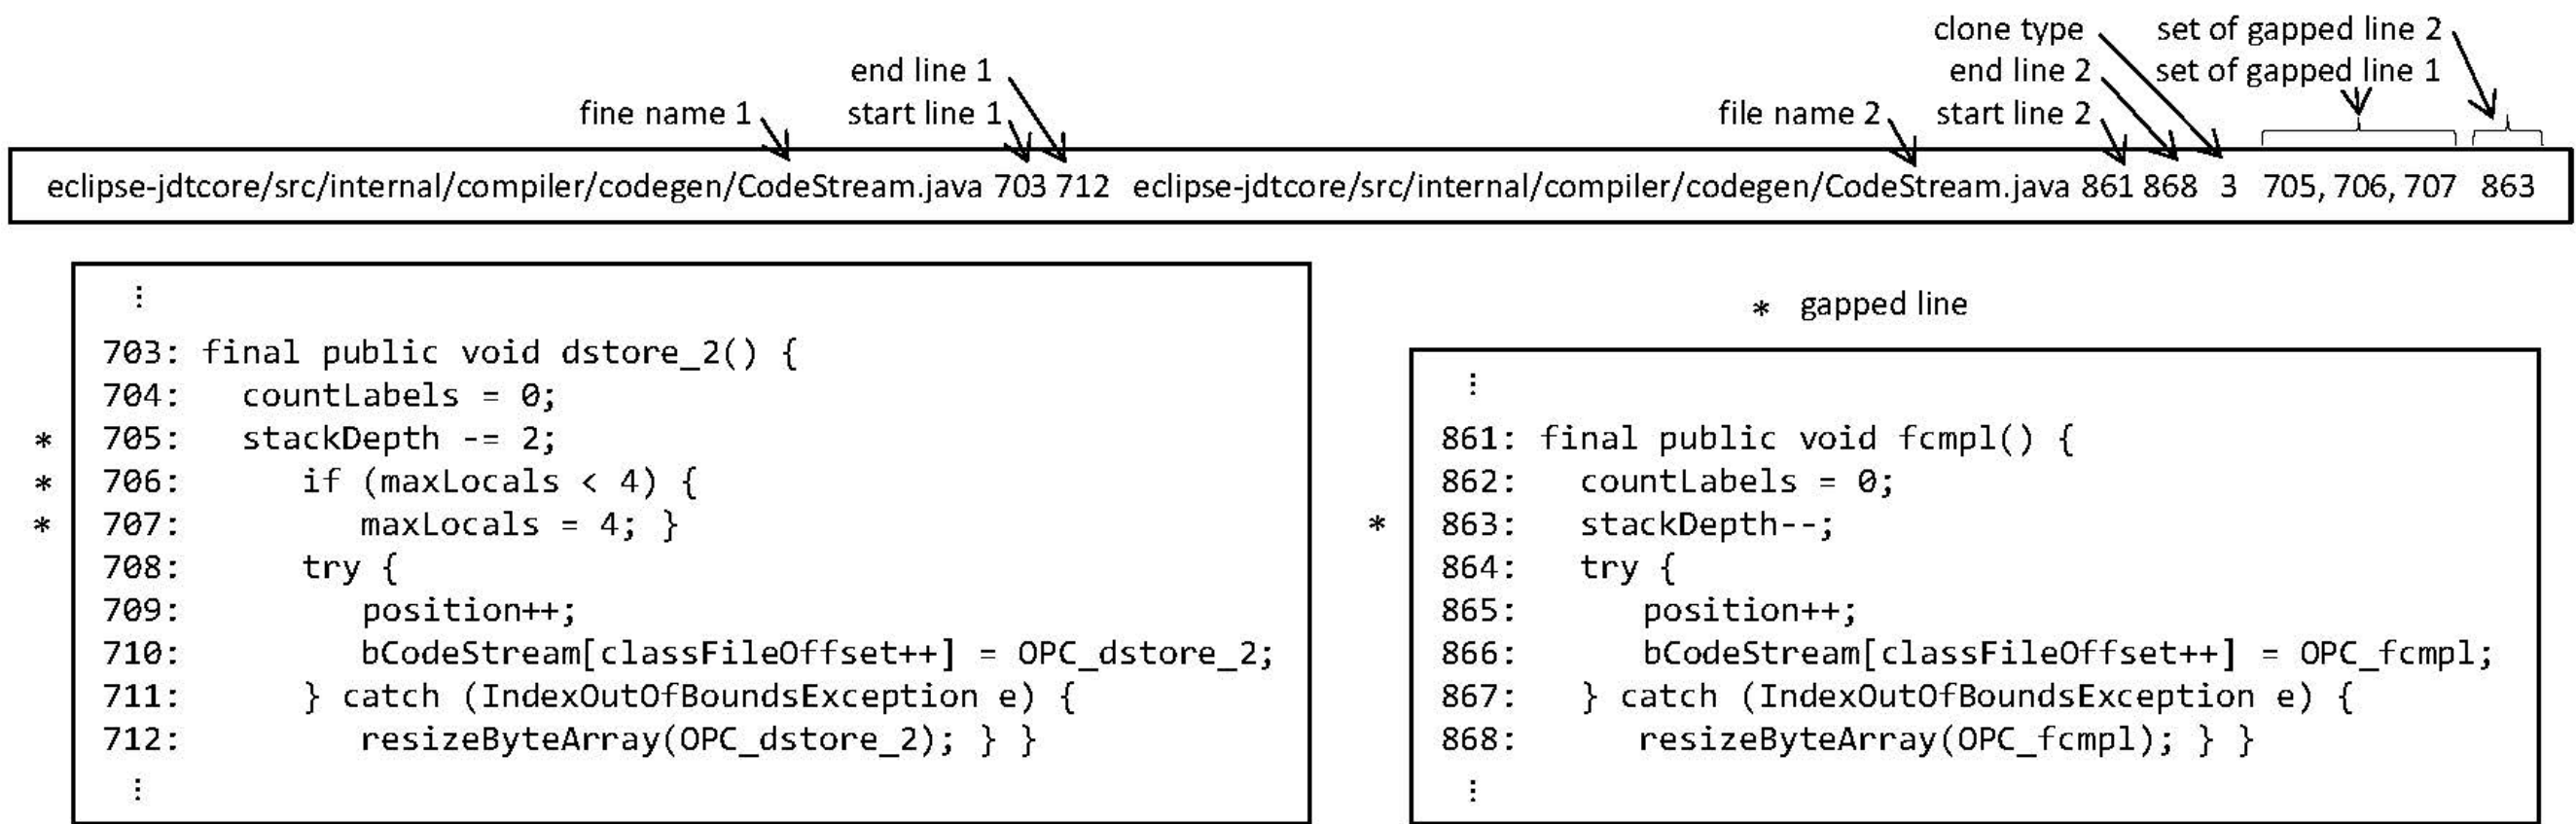 clone type set of gapped line 2
end line 1 end line 2 set of gapped line 1
fine name 1 start line 1 file name 2 start line 2
eclipse-jdtcore/src/internal/compiler/codegen/CodeStream.java 703 712 eclipse-jdtcore/src/internal/compiler/codegen/CodeStream.java 861 868 3 705, 706, 707 863
⋮
703: final public void dstore_2() {
704: countLabels = 0;
* 705: stackDepth -= 2;
* 706: if (maxLocals < 4) {
* 707: maxLocals = 4; }
708: try {
709: position++;
710: bCodeStream[classFileOffset++] = OPC_dstore_2;
711: } catch (IndexOutOfBoundsException e) {
712: resizeByteArray(OPC_dstore_2); } }
⋮
* gapped line
⋮
861: final public void fcmpl() {
862: countLabels = 0;
* 863: stackDepth--;
864: try {
865: position++;
866: bCodeStream[classFileOffset++] = OPC_fcmpl;
867: } catch (IndexOutOfBoundsException e) {
868: resizeByteArray(OPC_fcmpl); } }
⋮